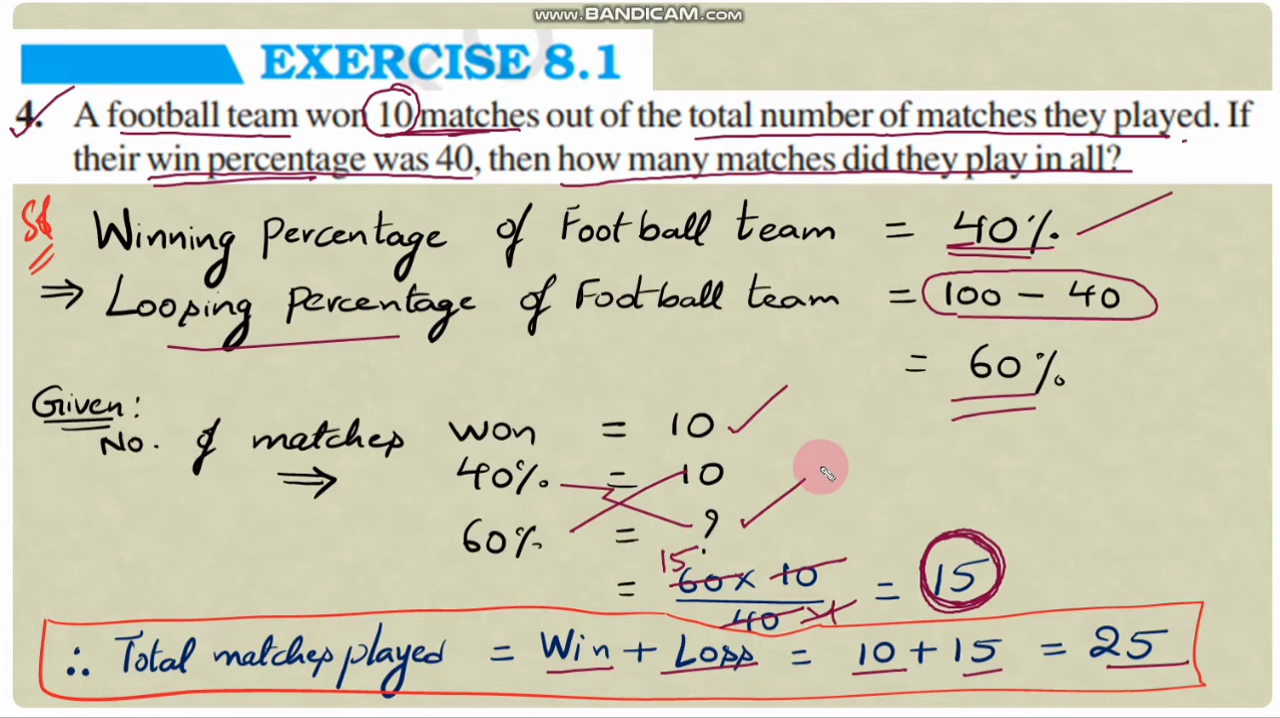 WWW.BANDICAM.COM
EXERCISE 8.1
4. A football team won 10 matches out of the total number of matches they played. If
their win percentage was 40, then how many matches did they play in all?
Sol Winning Percentage of Football team = 40%
⇒ Looping Percentage of Football team = 100 - 40
= 60%
Given:
No. of matches won = 10
⇒ 40% = 10
60% = ?
15
= 60 x 10 / 40 = 15
1
∴ Total matches played = Win + Loss = 10 + 15 = 25